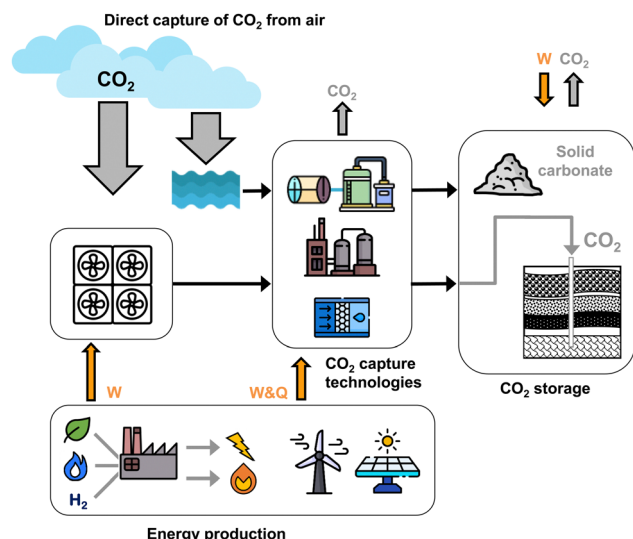 Direct capture of CO₂ from air
CO₂
CO₂
W
CO₂
Solid
carbonate
CO₂
CO₂ capture
technologies
CO₂ storage
W
W&Q
H₂
Energy production